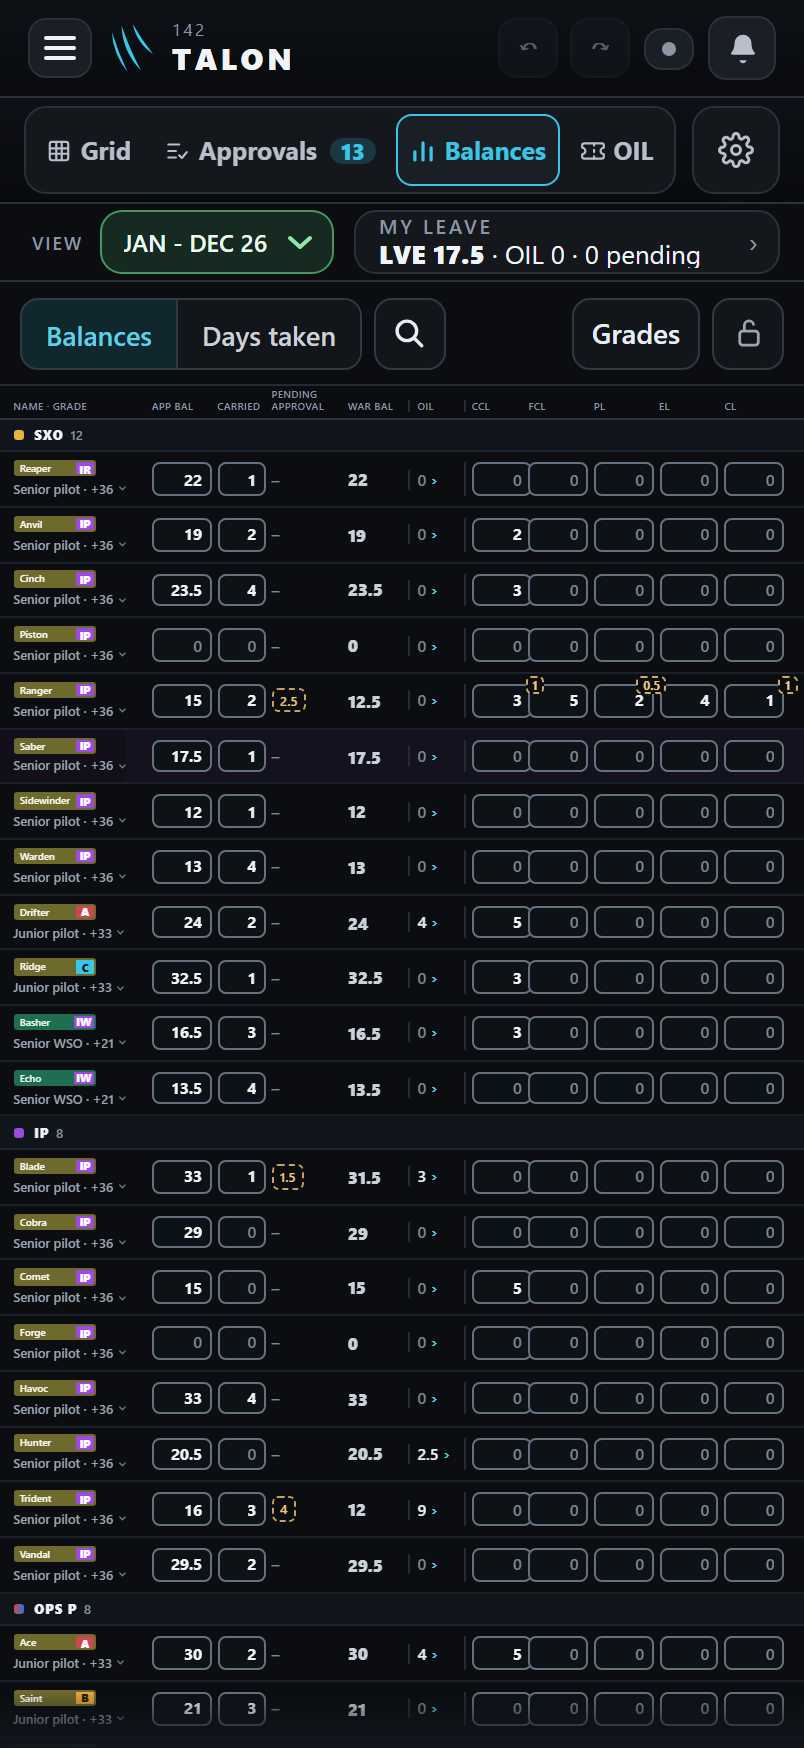 142
TALON
Grid
Approvals 13
Balances
OIL
VIEW
JAN - DEC 26
MY LEAVE
LVE 17.5 · OIL 0 · 0 pending
Balances
Days taken
Grades
NAME · GRADE APP BAL CARRIED PENDING APPROVAL WAR BAL OIL CCL FCL PL EL CL
SXO 12
Reaper IR
Senior pilot · +36 22 1 – 22 0 › 0 0 0 0 0
Anvil IP
Senior pilot · +36 19 2 – 19 0 › 2 0 0 0 0
Cinch IP
Senior pilot · +36 23.5 4 – 23.5 0 › 3 0 0 0 0
Piston IP
Senior pilot · +36 0 0 – 0 0 › 0 0 0 0 0
Ranger IP
Senior pilot · +36 15 2 2.5 12.5 0 › 3 1 5 2 0.5 4 1 1
Saber IP
Senior pilot · +36 17.5 1 – 17.5 0 › 0 0 0 0 0
Sidewinder IP
Senior pilot · +36 12 1 – 12 0 › 0 0 0 0 0
Warden IP
Senior pilot · +36 13 4 – 13 0 › 0 0 0 0 0
Drifter A
Junior pilot · +33 24 2 – 24 4 › 5 0 0 0 0
Ridge C
Junior pilot · +33 32.5 1 – 32.5 0 › 3 0 0 0 0
Basher IW
Senior WSO · +21 16.5 3 – 16.5 0 › 3 0 0 0 0
Echo IW
Senior WSO · +21 13.5 4 – 13.5 0 › 0 0 0 0 0
IP 8
Blade IP
Senior pilot · +36 33 1 1.5 31.5 3 › 0 0 0 0 0
Cobra IP
Senior pilot · +36 29 0 – 29 0 › 0 0 0 0 0
Comet IP
Senior pilot · +36 15 0 – 15 0 › 5 0 0 0 0
Forge IP
Senior pilot · +36 0 0 – 0 0 › 0 0 0 0 0
Havoc IP
Senior pilot · +36 33 4 – 33 0 › 0 0 0 0 0
Hunter IP
Senior pilot · +36 20.5 0 – 20.5 2.5 › 0 0 0 0 0
Trident IP
Senior pilot · +36 16 3 4 12 9 › 0 0 0 0 0
Vandal IP
Senior pilot · +36 29.5 2 – 29.5 0 › 0 0 0 0 0
OPS P 8
Ace A
Junior pilot · +33 30 2 – 30 4 › 5 0 0 0 0
Saint B
Junior pilot · +33 21 3 – 21 0 › 0 0 0 0 0